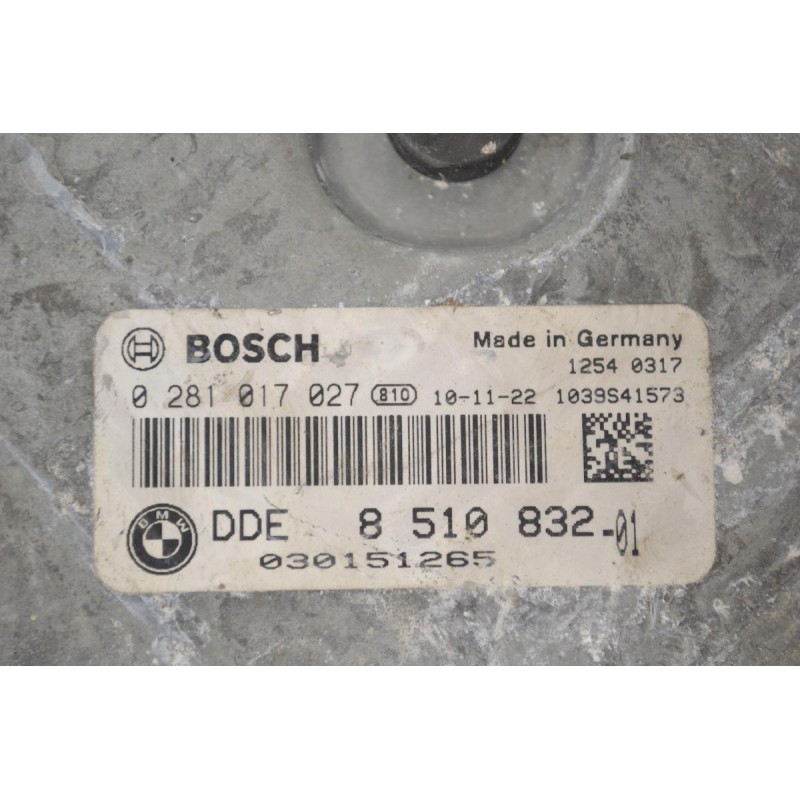 BOSCH Made in Germany
1254 0317
0 281 017 027 810 10-11-22 1039S41573
BMW DDE 8 510 832-01
030151265